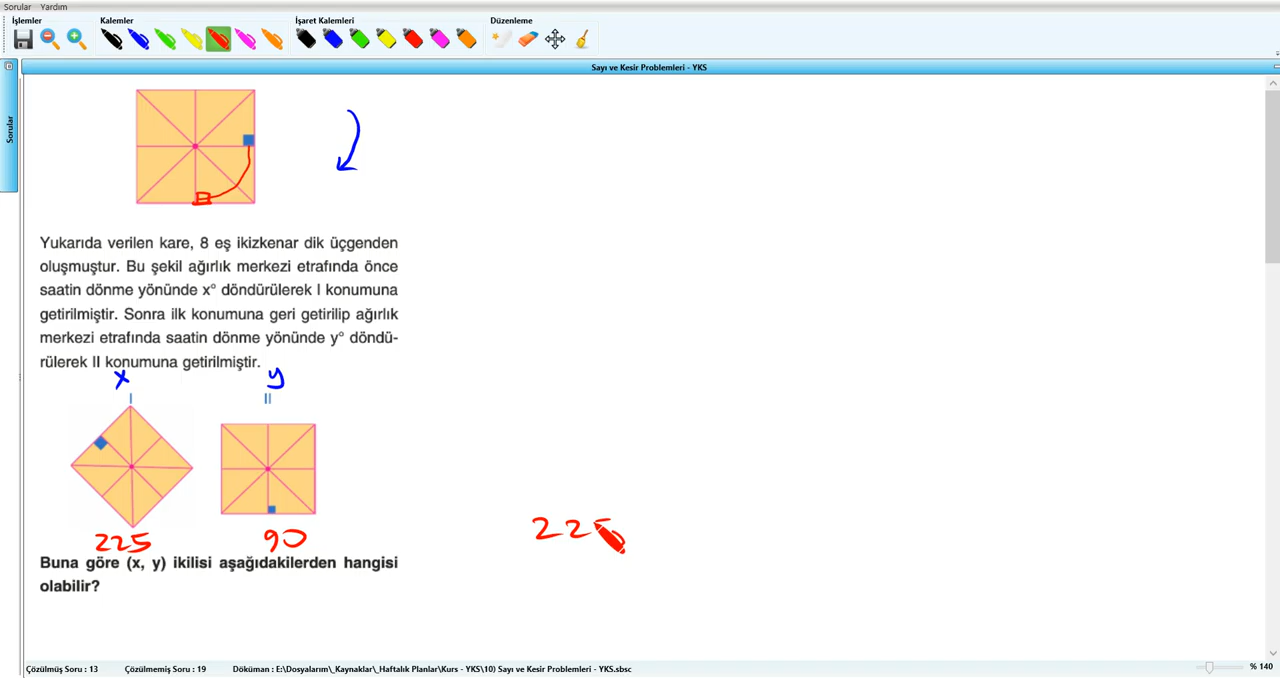 Sorular Yardım
İşlemler Kalemler İşaret Kalemleri Düzenleme
Sayı ve Kesir Problemleri - YKS
Sorular
Yukarıda verilen kare, 8 eş ikizkenar dik üçgenden
oluşmuştur. Bu şekil ağırlık merkezi etrafında önce
saatin dönme yönünde x° döndürülerek I konumuna
getirilmiştir. Sonra ilk konumuna geri getirilip ağırlık
merkezi etrafında saatin dönme yönünde y° döndü-
rülerek II konumuna getirilmiştir.
x y
I II
225 90
225
Buna göre (x, y) ikilisi aşağıdakilerden hangisi
olabilir?
Çözülmüş Soru : 13 Çözülmemiş Soru : 19 Döküman : E:\Dosyalarım\_Kaynaklar\_Haftalık Planlar\Kurs - YKS\10) Sayı ve Kesir Problemleri - YKS.sbsc % 140